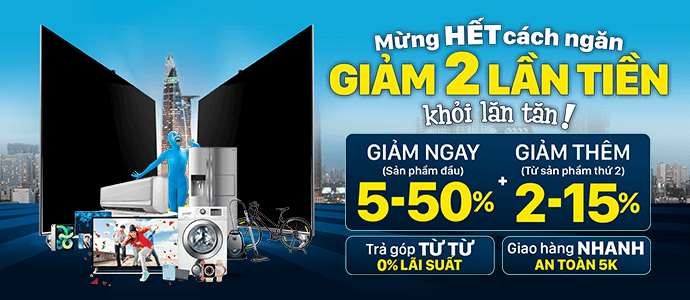 Mừng HẾT cách ngăn
GIẢM 2 LẦN TIỀN
khỏi lăn tăn!
GIẢM NGAY
(Sản phẩm đầu)
5-50%
+
GIẢM THÊM
(Từ sản phẩm thứ 2)
2-15%
Trả góp TỪ TỪ
0% LÃI SUẤT
Giao hàng NHANH
AN TOÀN 5K